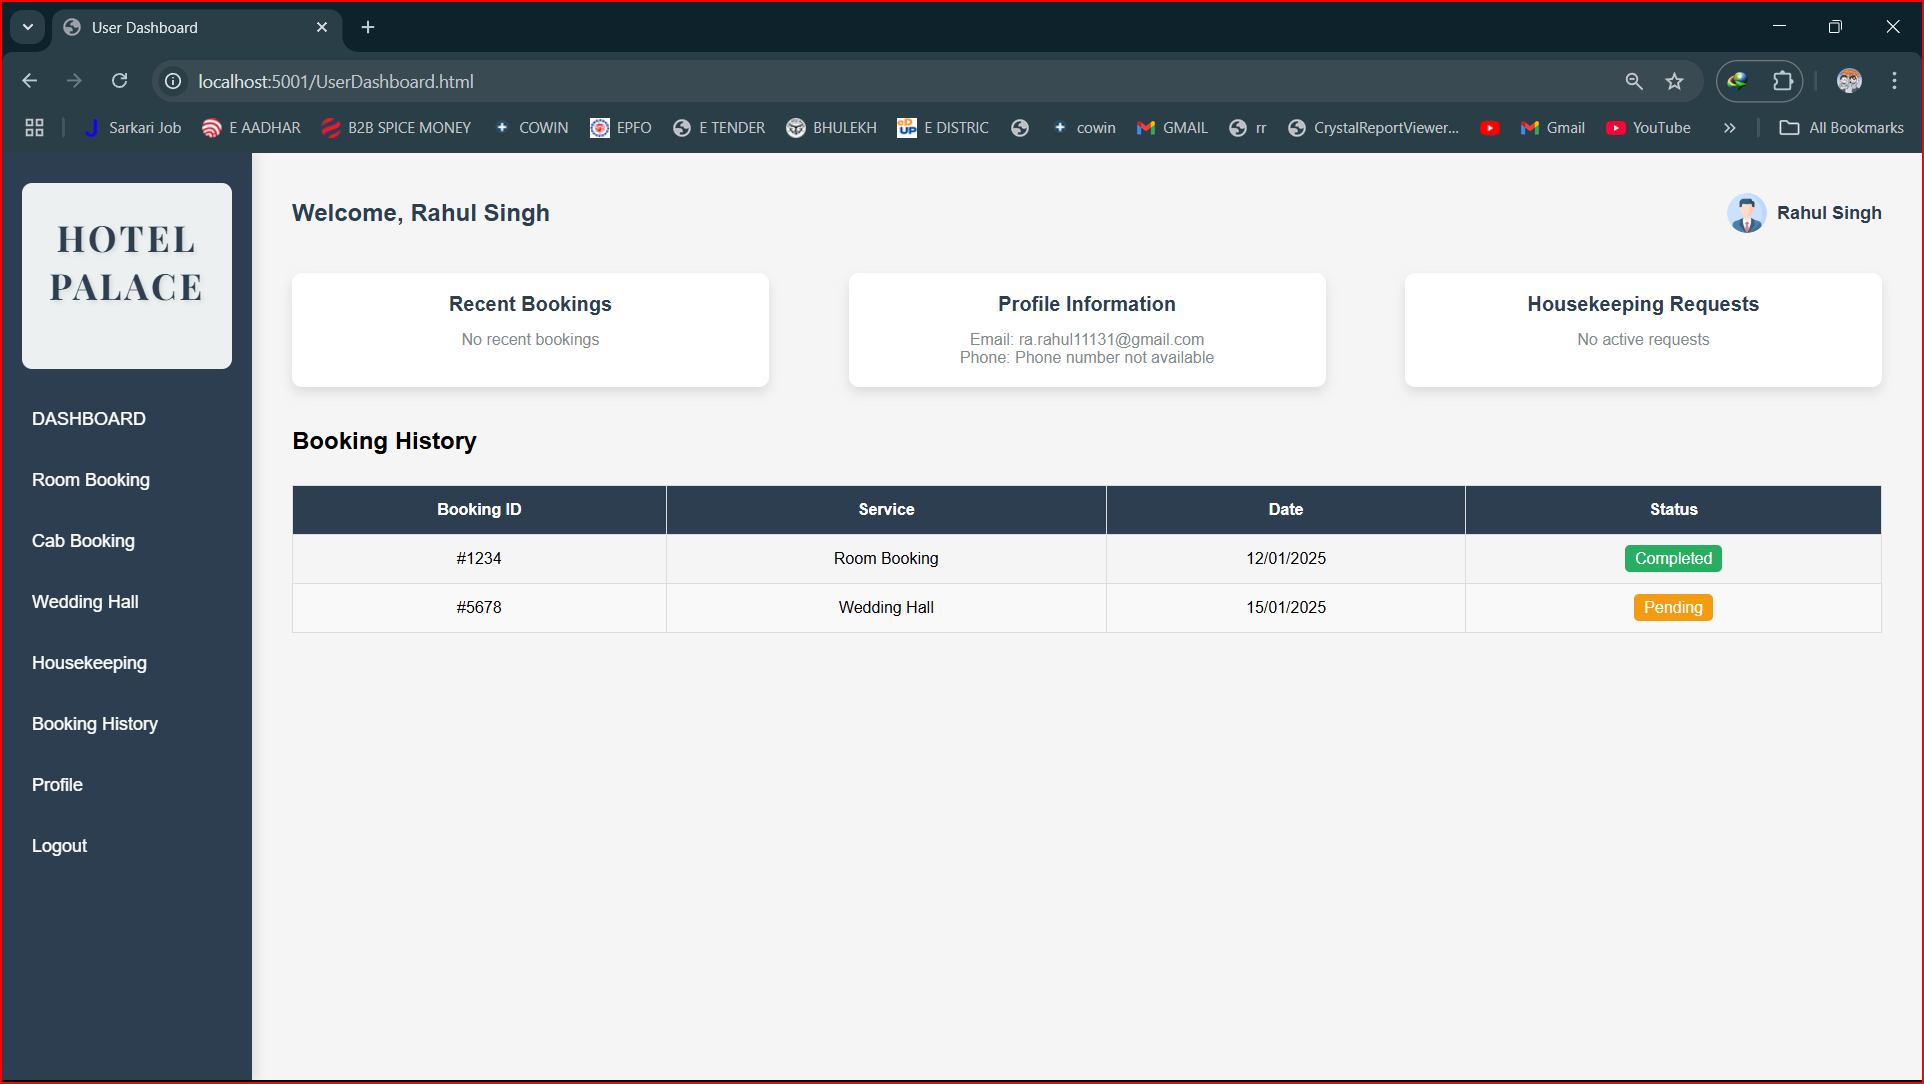 User Dashboard
localhost:5001/UserDashboard.html
Sarkari Job E AADHAR B2B SPICE MONEY COWIN EPFO E TENDER BHULEKH E DISTRIC cowin GMAIL rr CrystalReportViewer... Gmail YouTube » All Bookmarks
HOTEL
PALACE
DASHBOARD
Room Booking
Cab Booking
Wedding Hall
Housekeeping
Booking History
Profile
Logout
Welcome, Rahul Singh
Rahul Singh
Recent Bookings
No recent bookings
Profile Information
Email: ra.rahul11131@gmail.com
Phone: Phone number not available
Housekeeping Requests
No active requests
Booking History
Booking ID Service Date Status
#1234 Room Booking 12/01/2025 Completed
#5678 Wedding Hall 15/01/2025 Pending